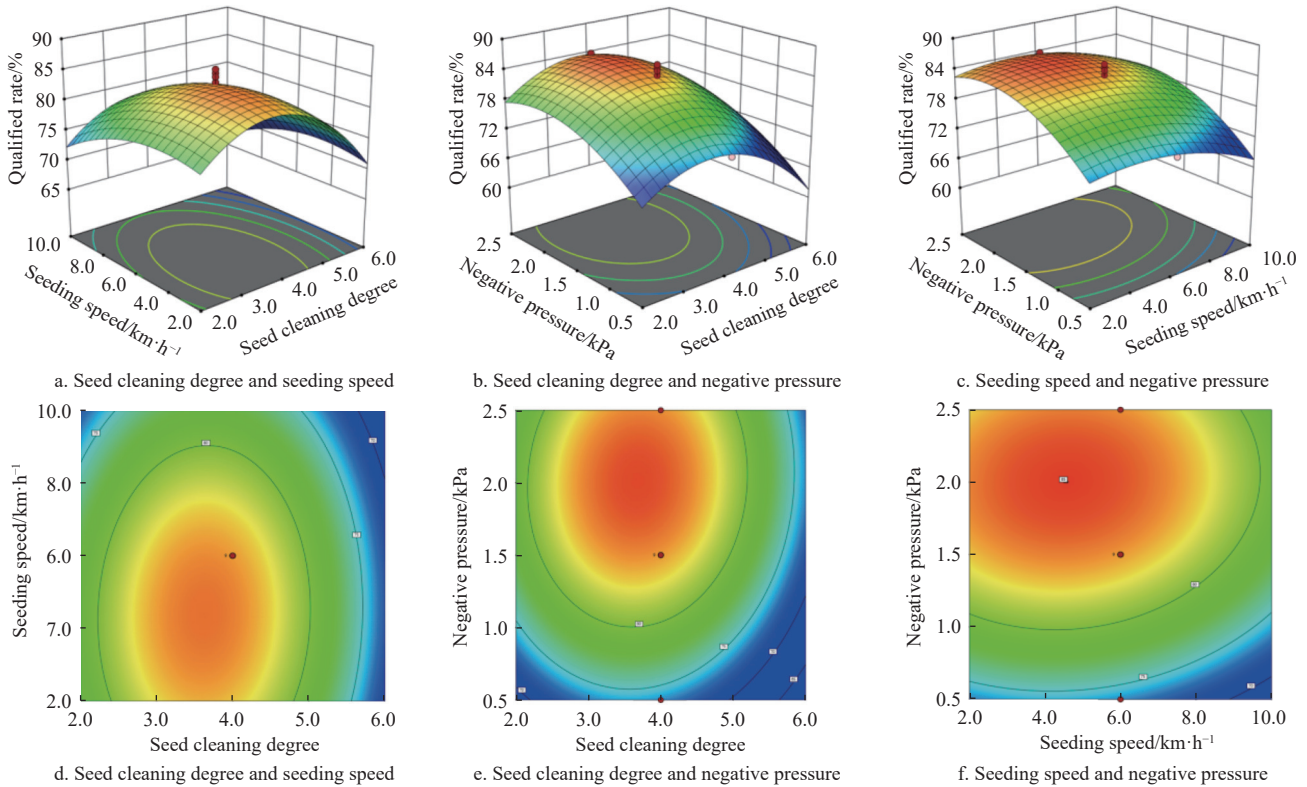 90
85
80
75
70
65
Qualified rate/%
10.0
8.0
6.0
4.0
2.0
Seeding speed/km·h⁻¹
2.0
3.0
4.0
5.0
6.0
Seed cleaning degree
a. Seed cleaning degree and seeding speed
90
84
78
72
66
60
Qualified rate/%
2.5
2.0
1.5
1.0
0.5
Negative pressure/kPa
2.0
3.0
4.0
5.0
6.0
Seed cleaning degree
b. Seed cleaning degree and negative pressure
90
84
78
72
66
60
Qualified rate/%
2.5
2.0
1.5
1.0
0.5
Negative pressure/kPa
2.0
4.0
6.0
8.0
10.0
Seeding speed/km·h⁻¹
c. Seeding speed and negative pressure
10.0
8.0
6.0
7.0
2.0
Seeding speed/km·h⁻¹
2.0 3.0 4.0 5.0 6.0
Seed cleaning degree
d. Seed cleaning degree and seeding speed
2.5
2.0
1.5
1.0
0.5
Negative pressure/kPa
2.0 3.0 4.0 5.0 6.0
Seed cleaning degree
e. Seed cleaning degree and negative pressure
2.5
2.0
1.5
1.0
0.5
Negative pressure/kPa
2.0 4.0 6.0 8.0 10.0
Seeding speed/km·h⁻¹
f. Seeding speed and negative pressure